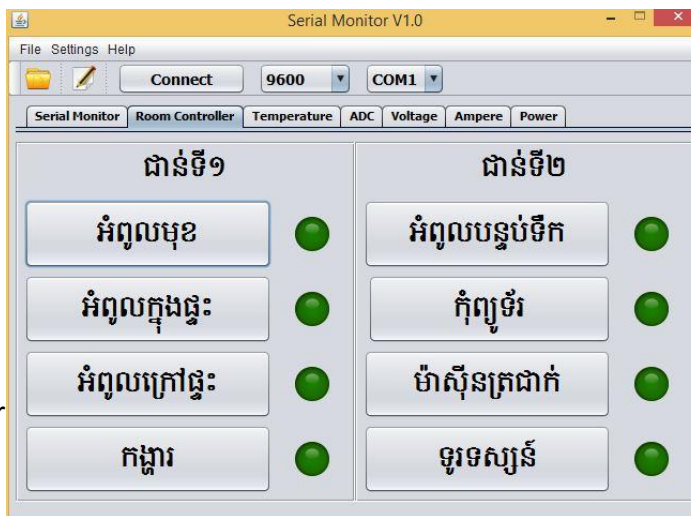 Serial Monitor V1.0
File Settings Help
Connect 9600 COM1
Serial Monitor Room Controller Temperature ADC Voltage Ampere Power
ជាន់ទី១ ជាន់ទី២
អំពូលមុខ អំពូលបន្ទប់ទឹក
អំពូលក្នុងផ្ទះ កុំព្យូទ័រ
អំពូលក្រៅផ្ទះ ម៉ាស៊ីនត្រជាក់
កង្ហារ ទូរទស្សន៍